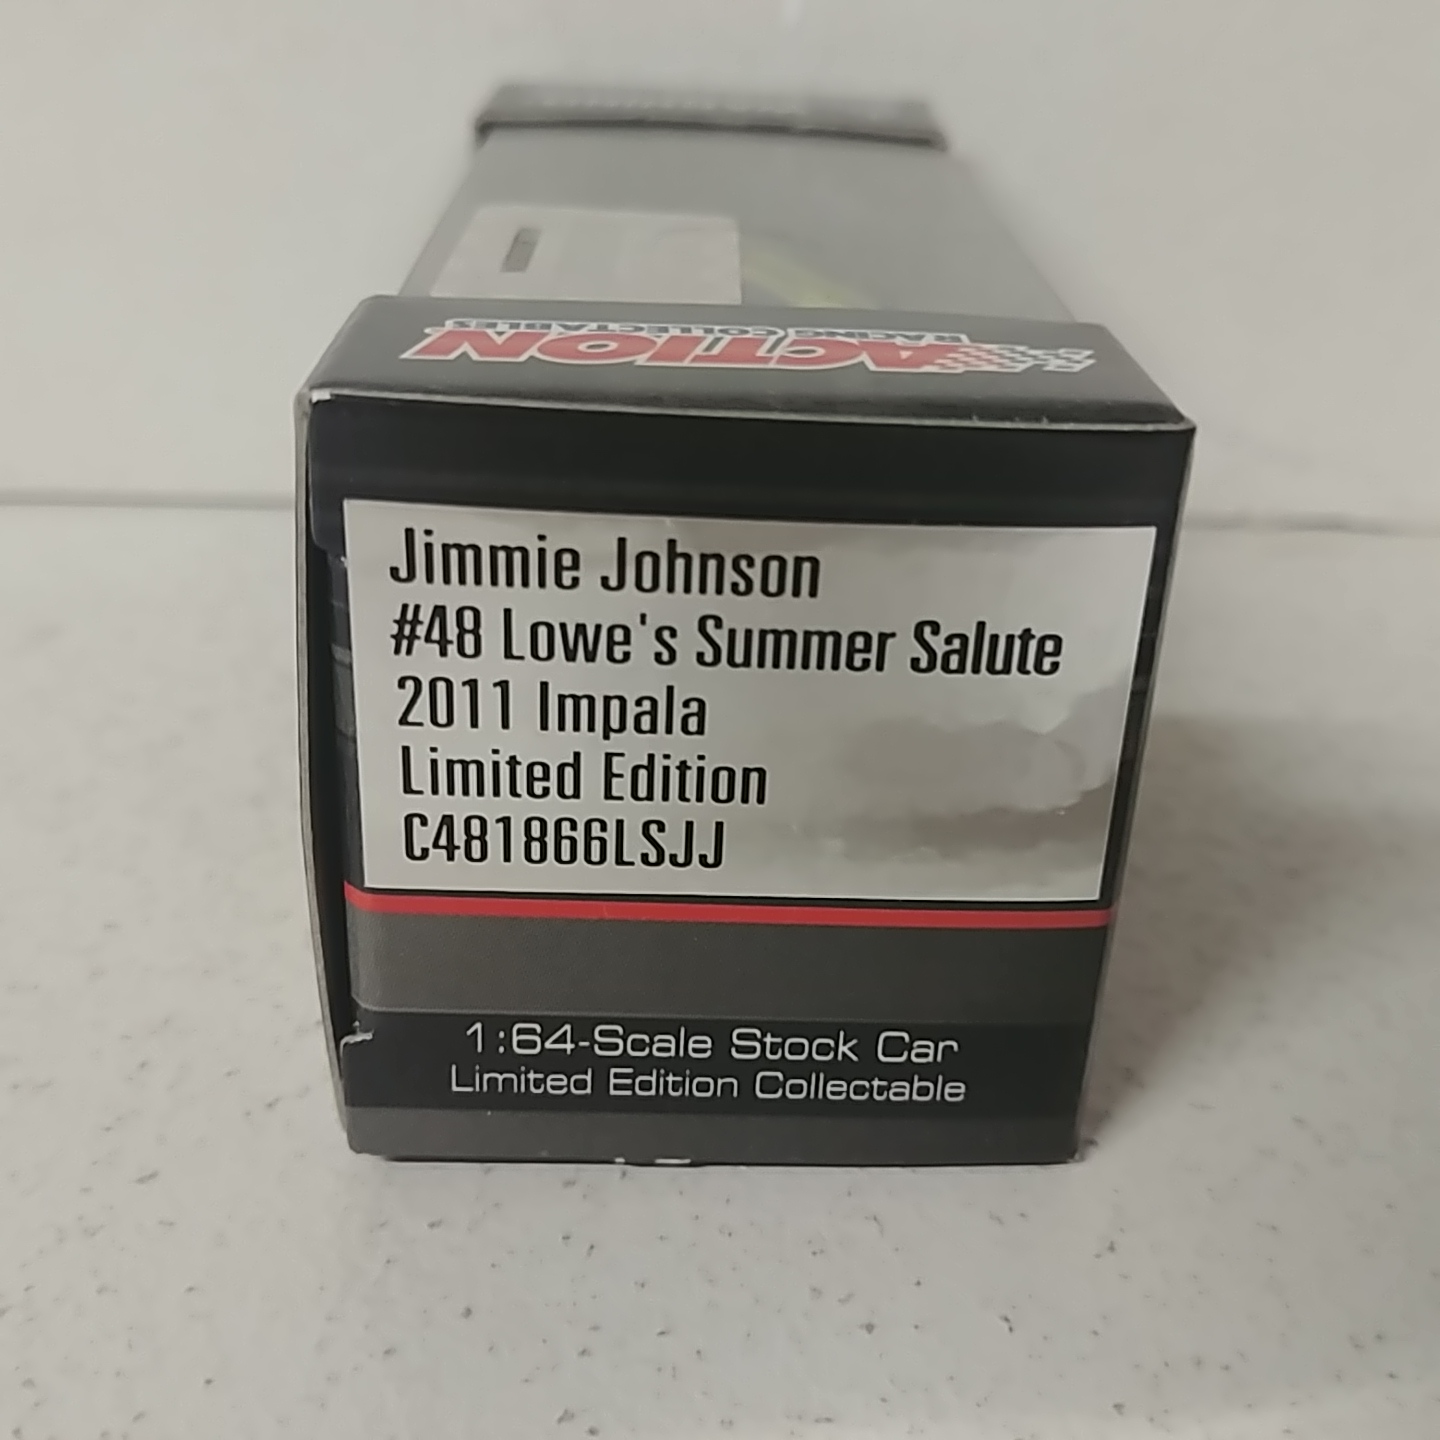 ACTION
RACING COLLECTABLES
Jimmie Johnson
#48 Lowe's Summer Salute
2011 Impala
Limited Edition
C481866LSJJ
1:64-Scale Stock Car
Limited Edition Collectable